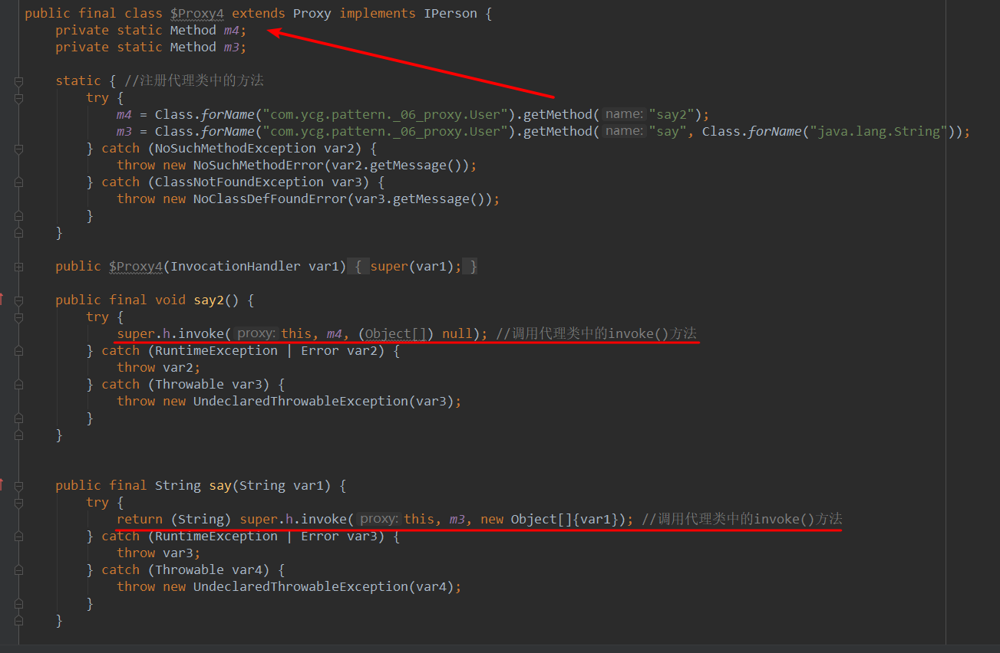 public final class $Proxy4 extends Proxy implements IPerson {
    private static Method m4;
    private static Method m3;
    static { //注册代理类中的方法
        try {
            m4 = Class.forName("com.ycg.pattern._06_proxy.User").getMethod( name: "say2");
            m3 = Class.forName("com.ycg.pattern._06_proxy.User").getMethod( name: "say", Class.forName("java.lang.String"));
        } catch (NoSuchMethodException var2) {
            throw new NoSuchMethodError(var2.getMessage());
        } catch (ClassNotFoundException var3) {
            throw new NoClassDefFoundError(var3.getMessage());
        }
    }
    public $Proxy4(InvocationHandler var1) { super(var1); }
    public final void say2() {
        try {
            super.h.invoke( proxy: this, m4, (Object[]) null); //调用代理类中的invoke()方法
        } catch (RuntimeException | Error var2) {
            throw var2;
        } catch (Throwable var3) {
            throw new UndeclaredThrowableException(var3);
        }
    }
    public final String say(String var1) {
        try {
            return (String) super.h.invoke( proxy: this, m3, new Object[]{var1}); //调用代理类中的invoke()方法
        } catch (RuntimeException | Error var3) {
            throw var3;
        } catch (Throwable var4) {
            throw new UndeclaredThrowableException(var4);
        }
    }